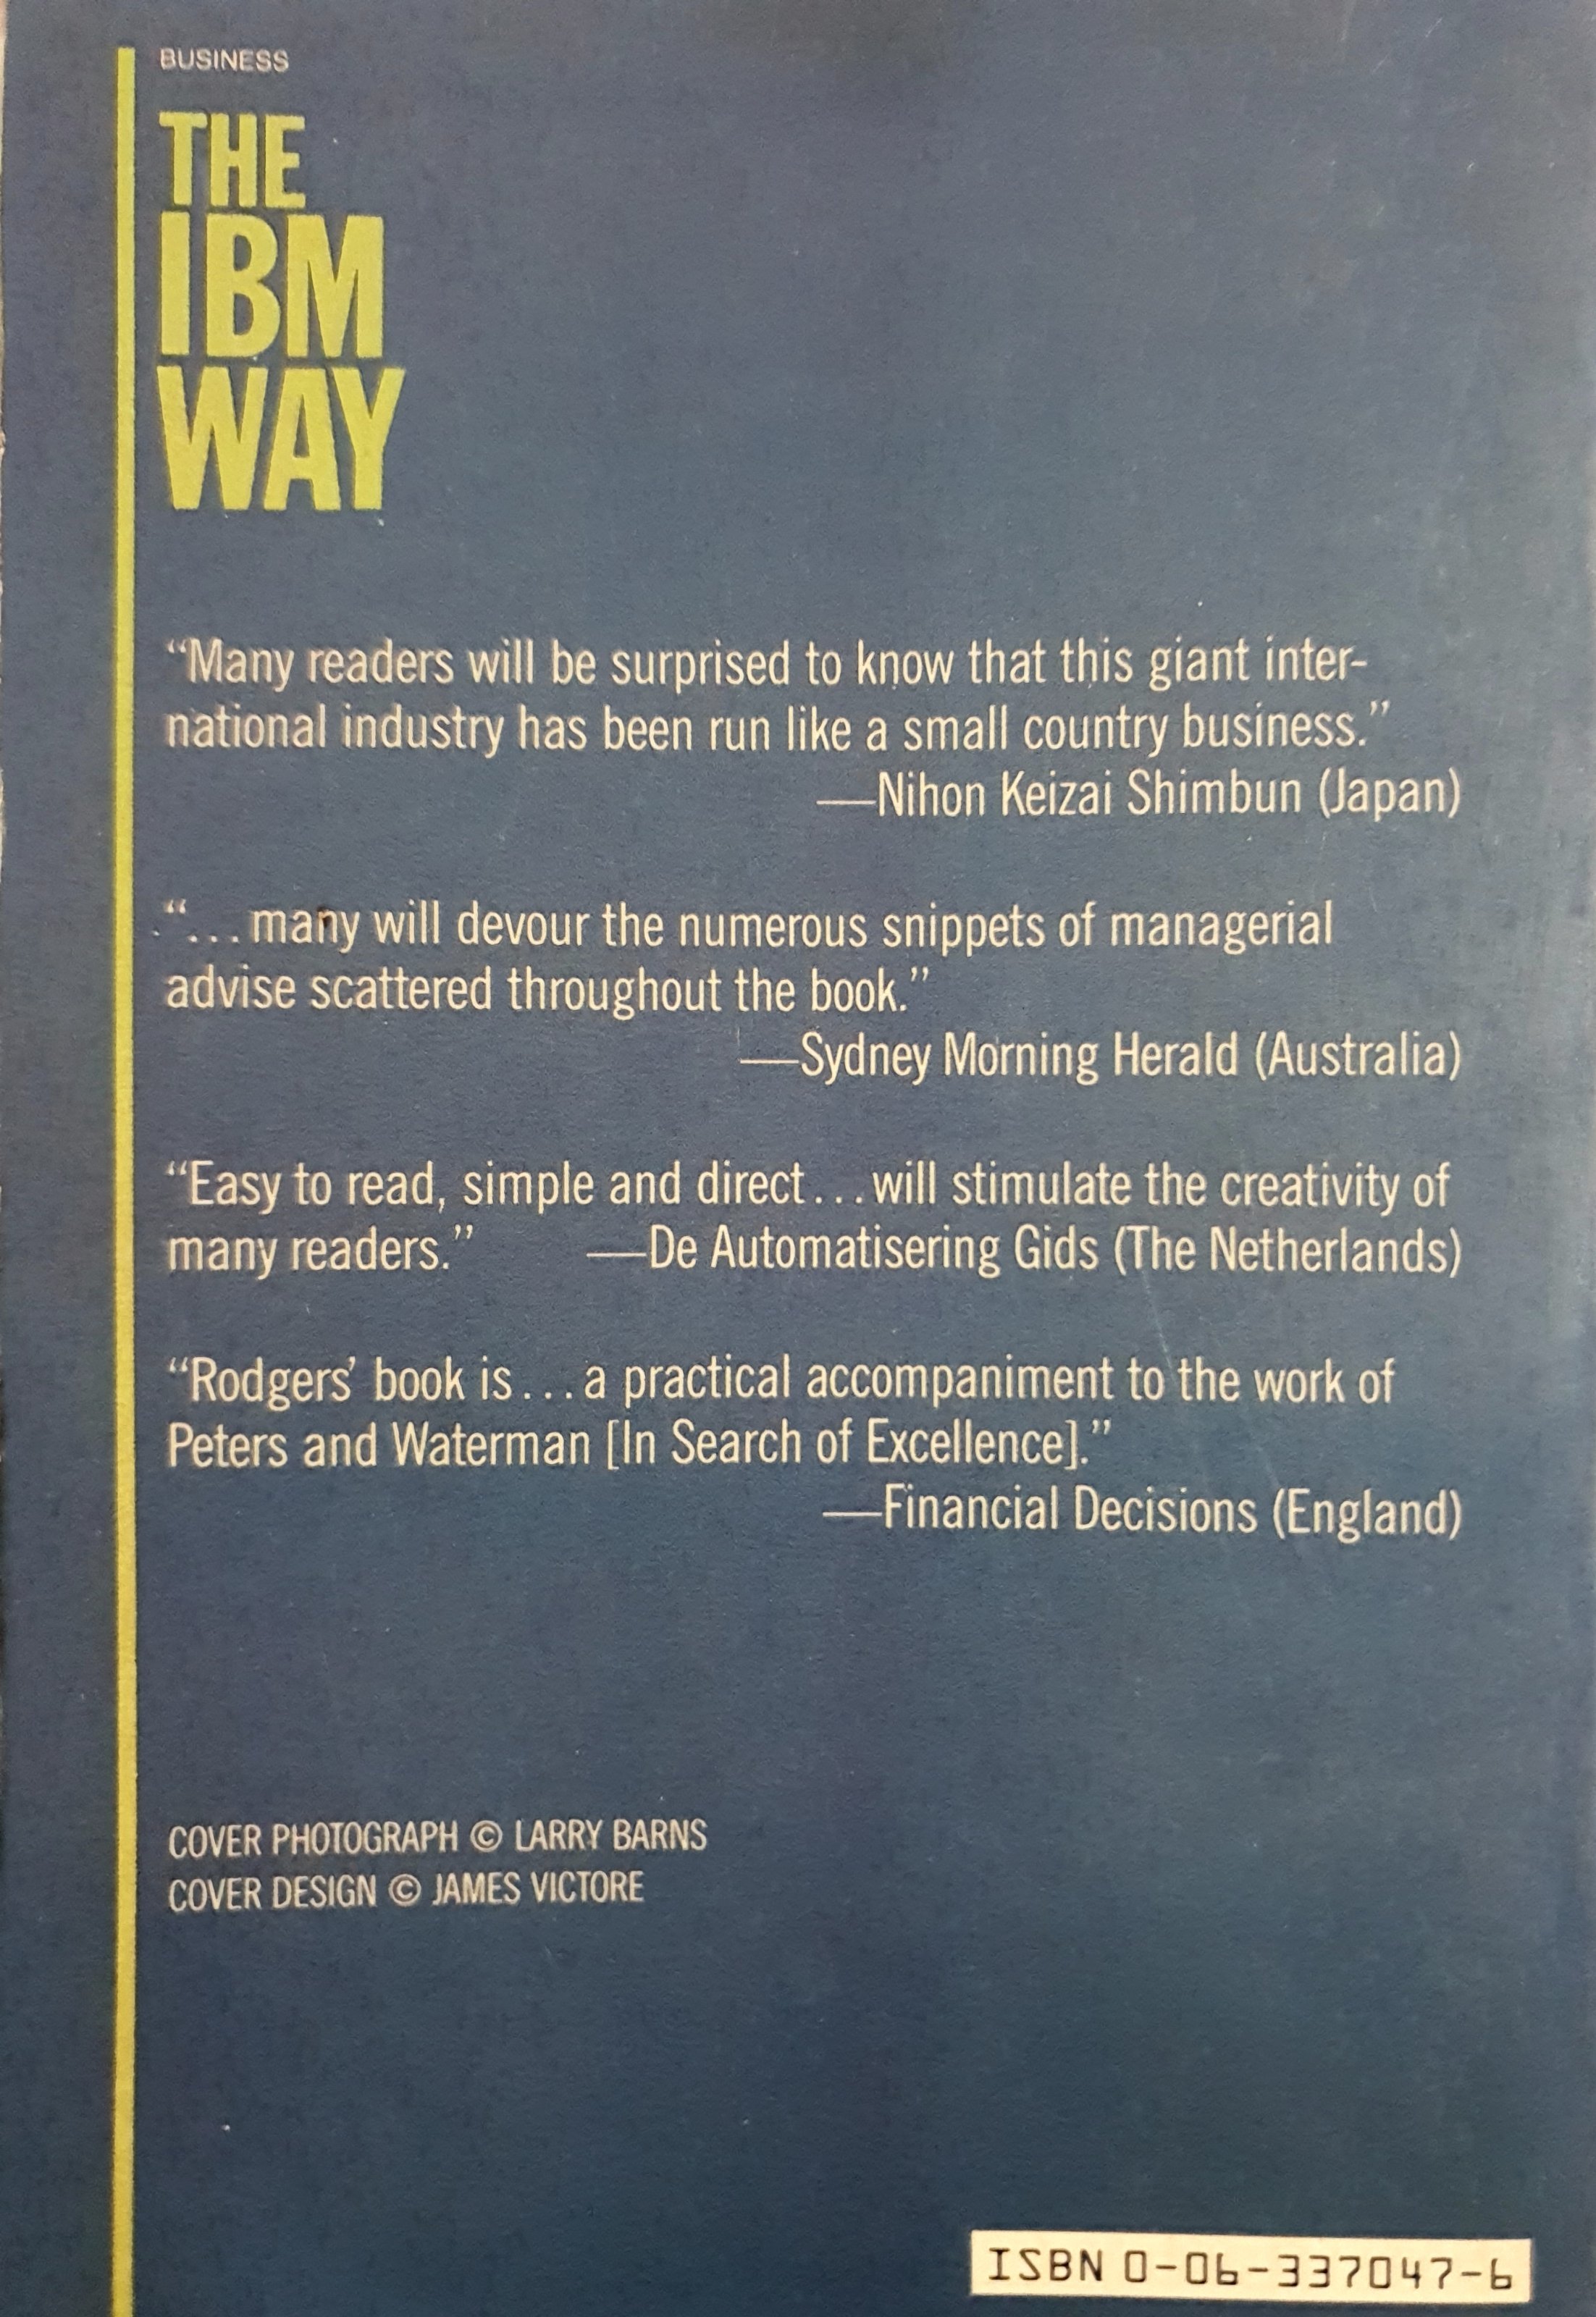 BUSINESS
THE
IBM
WAY
“Many readers will be surprised to know that this giant inter-
national industry has been run like a small country business.”
—Nihon Keizai Shimbun (Japan)
“...many will devour the numerous snippets of managerial
advise scattered throughout the book.”
—Sydney Morning Herald (Australia)
“Easy to read, simple and direct...will stimulate the creativity of
many readers.” —De Automatisering Gids (The Netherlands)
“Rodgers’ book is...a practical accompaniment to the work of
Peters and Waterman [In Search of Excellence].”
—Financial Decisions (England)
COVER PHOTOGRAPH © LARRY BARNS
COVER DESIGN © JAMES VICTORE
ISBN 0-06-337047-6